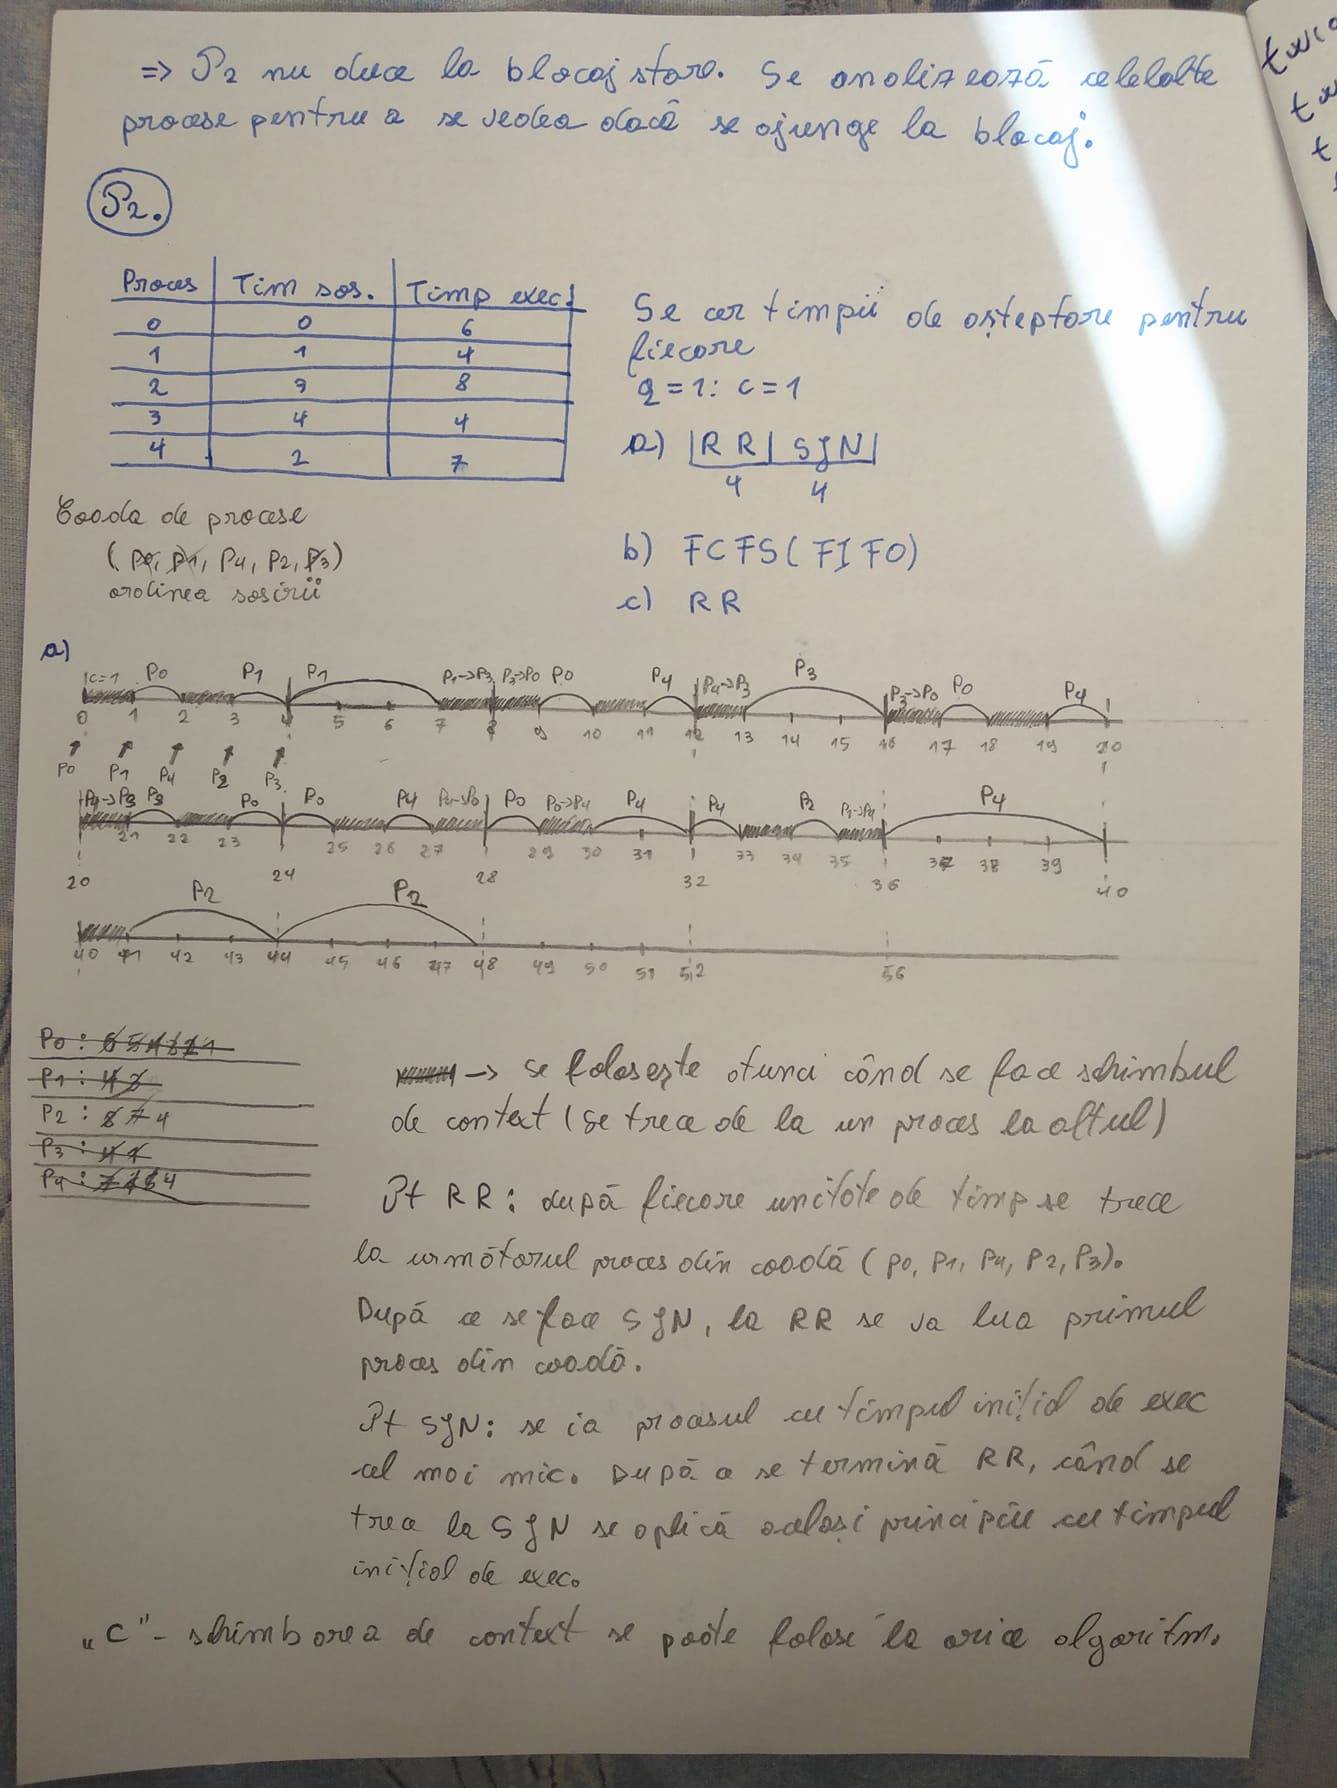 => P2 nu duce la blocaj stare. Se analizează celelalte
procese pentru a se vedea dacă se ajunge la blocaj.
P2.
Proces | Tim sos. | Timp exec.
0 0 6
1 1 4
2 3 8
3 4 4
4 2 7
Se cer timpii de așteptare pentru
fiecare
q = 1: c = 1
a) | RR | SJN |
4 4
b) FCFS (FIFO)
c) RR
Coada de procese
(P0, P1, P4, P2, P3)
ordinea sosirii
a)
c=1 P0 P1 P1 P1->P3 P3->P0 P0 P4 P4->P3 P3 P3->P0 P0 P4
0 1 2 3 4 5 6 7 8 9 10 11 12 13 14 15 16 17 18 19 20
P0 P1 P4 P2 P3
P4->P3 P3 P0 P0 P4 P4->P0 P0 P0->P4 P4 P4 P2 P2->P4 P4
21 22 23 25 26 27 29 30 31 33 34 35 37 38 39
20 24 28 32 36 40
P2 P2
40 41 42 43 44 45 46 47 48 49 50 51 52 56
P0: 6 5 4 3 2 1
P1: 4 3
P2: 8 7 4
P3: 4 1
P4: 4
-> se folosește atunci când se face schimbul
de context (se trece de la un proces la altul)
Pt RR: după fiecare unitate de timp se trece
la următorul proces din coadă (P0, P1, P4, P2, P3).
După ce se face SJN, la RR se va lua primul
proces din coadă.
Pt SJN: se ia procesul cu timpul inițial de exec
cel mai mic. După ce se termină RR, când se
trece la SJN se aplică același principiu cu timpul
inițial de exec.
„c" - schimbarea de context se poate folosi la orice algoritm.